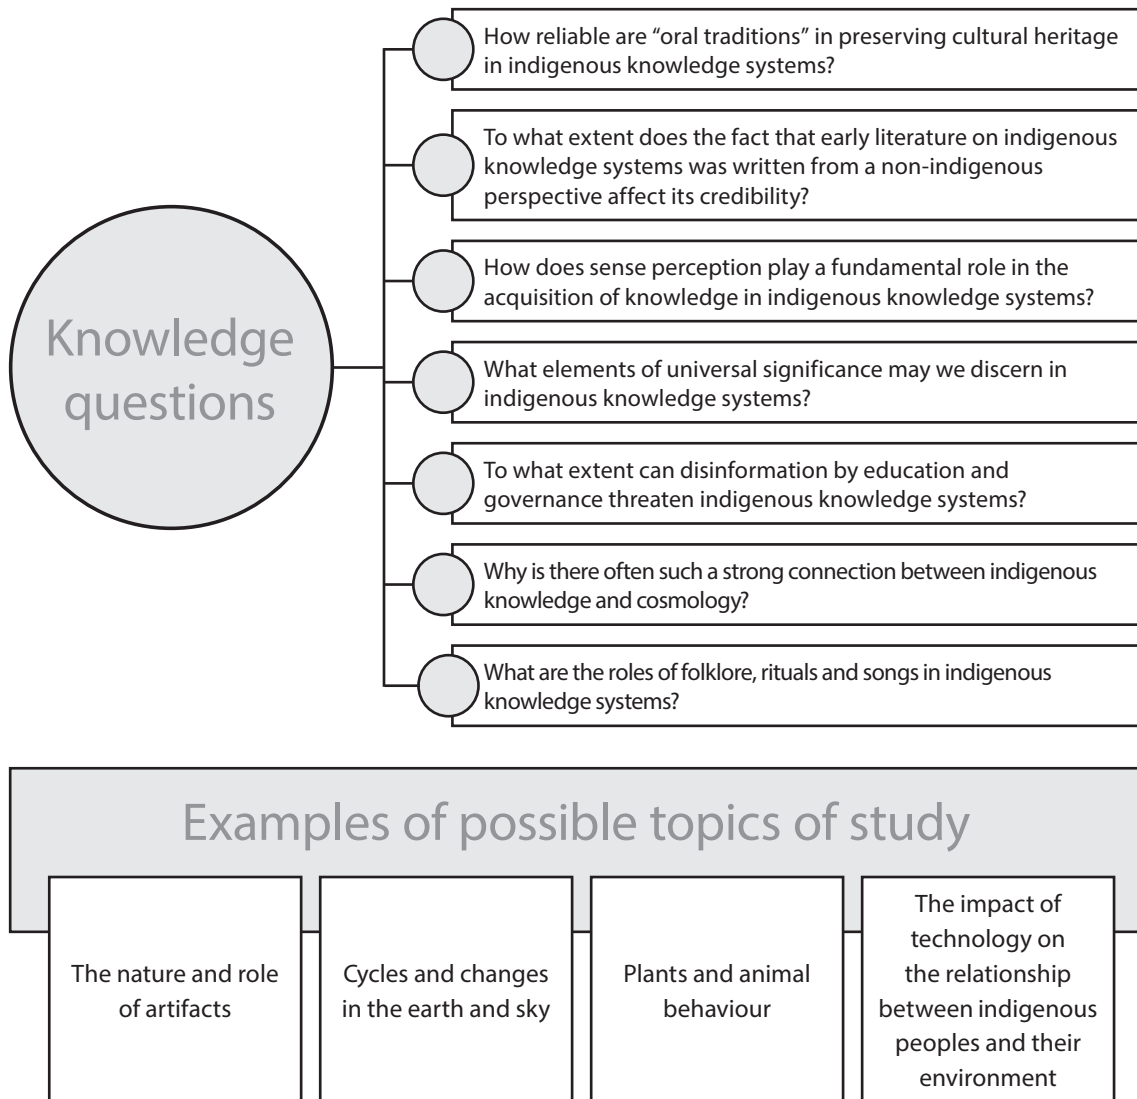 Knowledge
questions
How reliable are “oral traditions” in preserving cultural heritage
in indigenous knowledge systems?
To what extent does the fact that early literature on indigenous
knowledge systems was written from a non-indigenous
perspective affect its credibility?
How does sense perception play a fundamental role in the
acquisition of knowledge in indigenous knowledge systems?
What elements of universal significance may we discern in
indigenous knowledge systems?
To what extent can disinformation by education and
governance threaten indigenous knowledge systems?
Why is there often such a strong connection between indigenous
knowledge and cosmology?
What are the roles of folklore, rituals and songs in indigenous
knowledge systems?
Examples of possible topics of study
The nature and role
of artifacts
Cycles and changes
in the earth and sky
Plants and animal
behaviour
The impact of
technology on
the relationship
between indigenous
peoples and their
environment